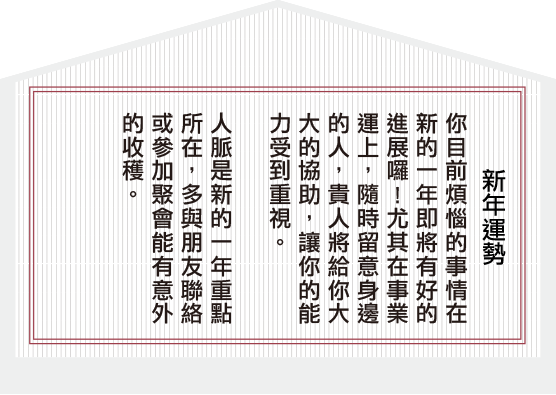 新年運勢
你目前煩惱的事情在
新的一年即將有好的
進展囉！尤其在事業
運上，隨時留意身邊
的人，貴人將給你大
大的協助，讓你的能
力受到重視。
人脈是新的一年重點
所在，多與朋友聯絡
或參加聚會能有意外
的收穫。